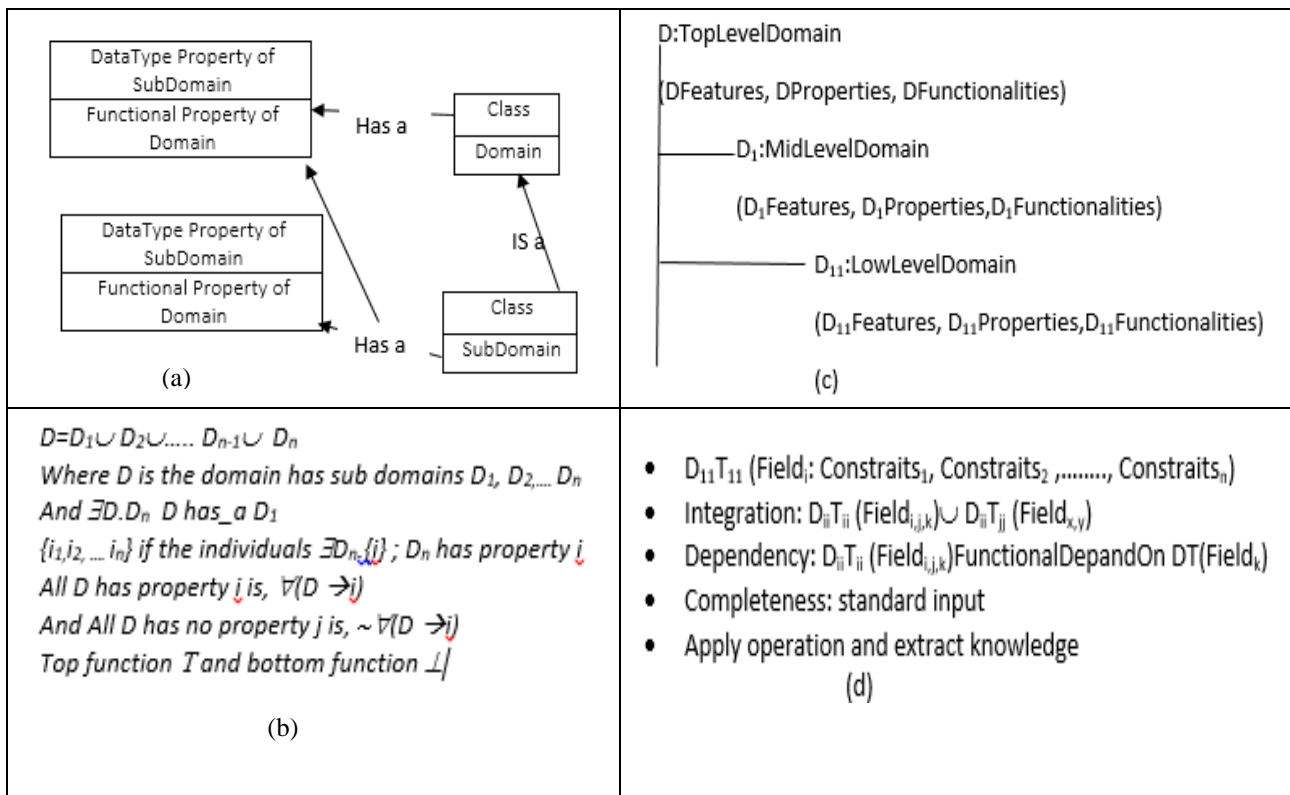 DataType Property of
SubDomain
Functional Property of
Domain
Has a
Class
Domain
DataType Property of
SubDomain
Functional Property of
Domain
IS a
Class
SubDomain
Has a
(a)
D:TopLevelDomain
(DFeatures, DProperties, DFunctionalities)
D₁:MidLevelDomain
(D₁Features, D₁Properties,D₁Functionalities)
D₁₁:LowLevelDomain
(D₁₁Features, D₁₁Properties,D₁₁Functionalities)
(c)
D=D₁∪ D₂∪..... Dₙ₋₁∪ Dₙ
Where D is the domain has sub domains D₁, D₂,.... Dₙ
And ∃D.Dₙ D has_a D₁
{i₁,i₂, ... iₙ} if the individuals ∃Dₙ.{i} ; Dₙ has property i
All D has property i is, ∀(D →i)
And All D has no property j is, ~ ∀(D →i)
Top function T and bottom function ⊥
(b)
• D₁₁T₁₁ (Fieldᵢ: Constraits₁, Constraits₂ ,........, Constraitsₙ)
• Integration: DᵢᵢTᵢᵢ (Fieldᵢ,ⱼ,ₖ)∪ DᵢᵢTⱼⱼ (Fieldₓ,ᵧ)
• Dependency: DᵢᵢTᵢᵢ (Fieldᵢ,ⱼ,ₖ)FunctionalDepandOn DT(Fieldₖ)
• Completeness: standard input
• Apply operation and extract knowledge
(d)